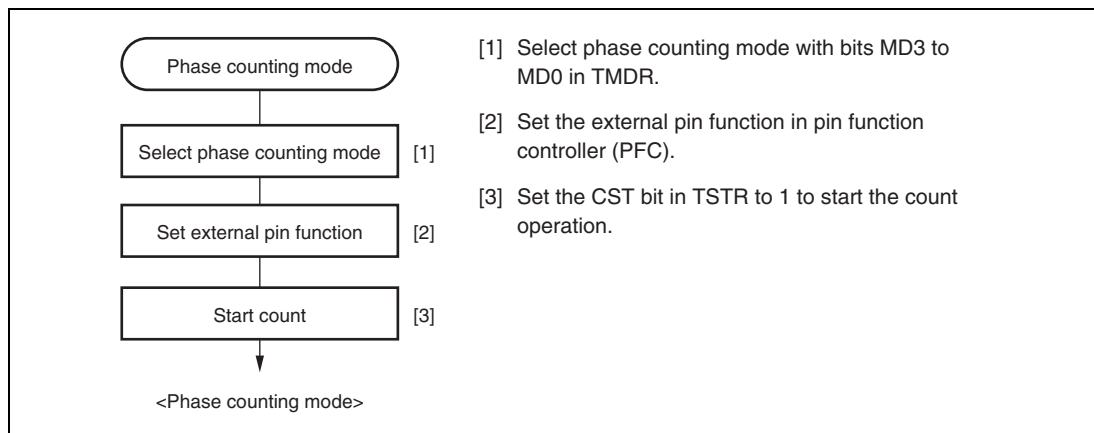 Phase counting mode
Select phase counting mode [1]
Set external pin function [2]
Start count [3]
<Phase counting mode>
[1] Select phase counting mode with bits MD3 to
MD0 in TMDR.
[2] Set the external pin function in pin function
controller (PFC).
[3] Set the CST bit in TSTR to 1 to start the count
operation.